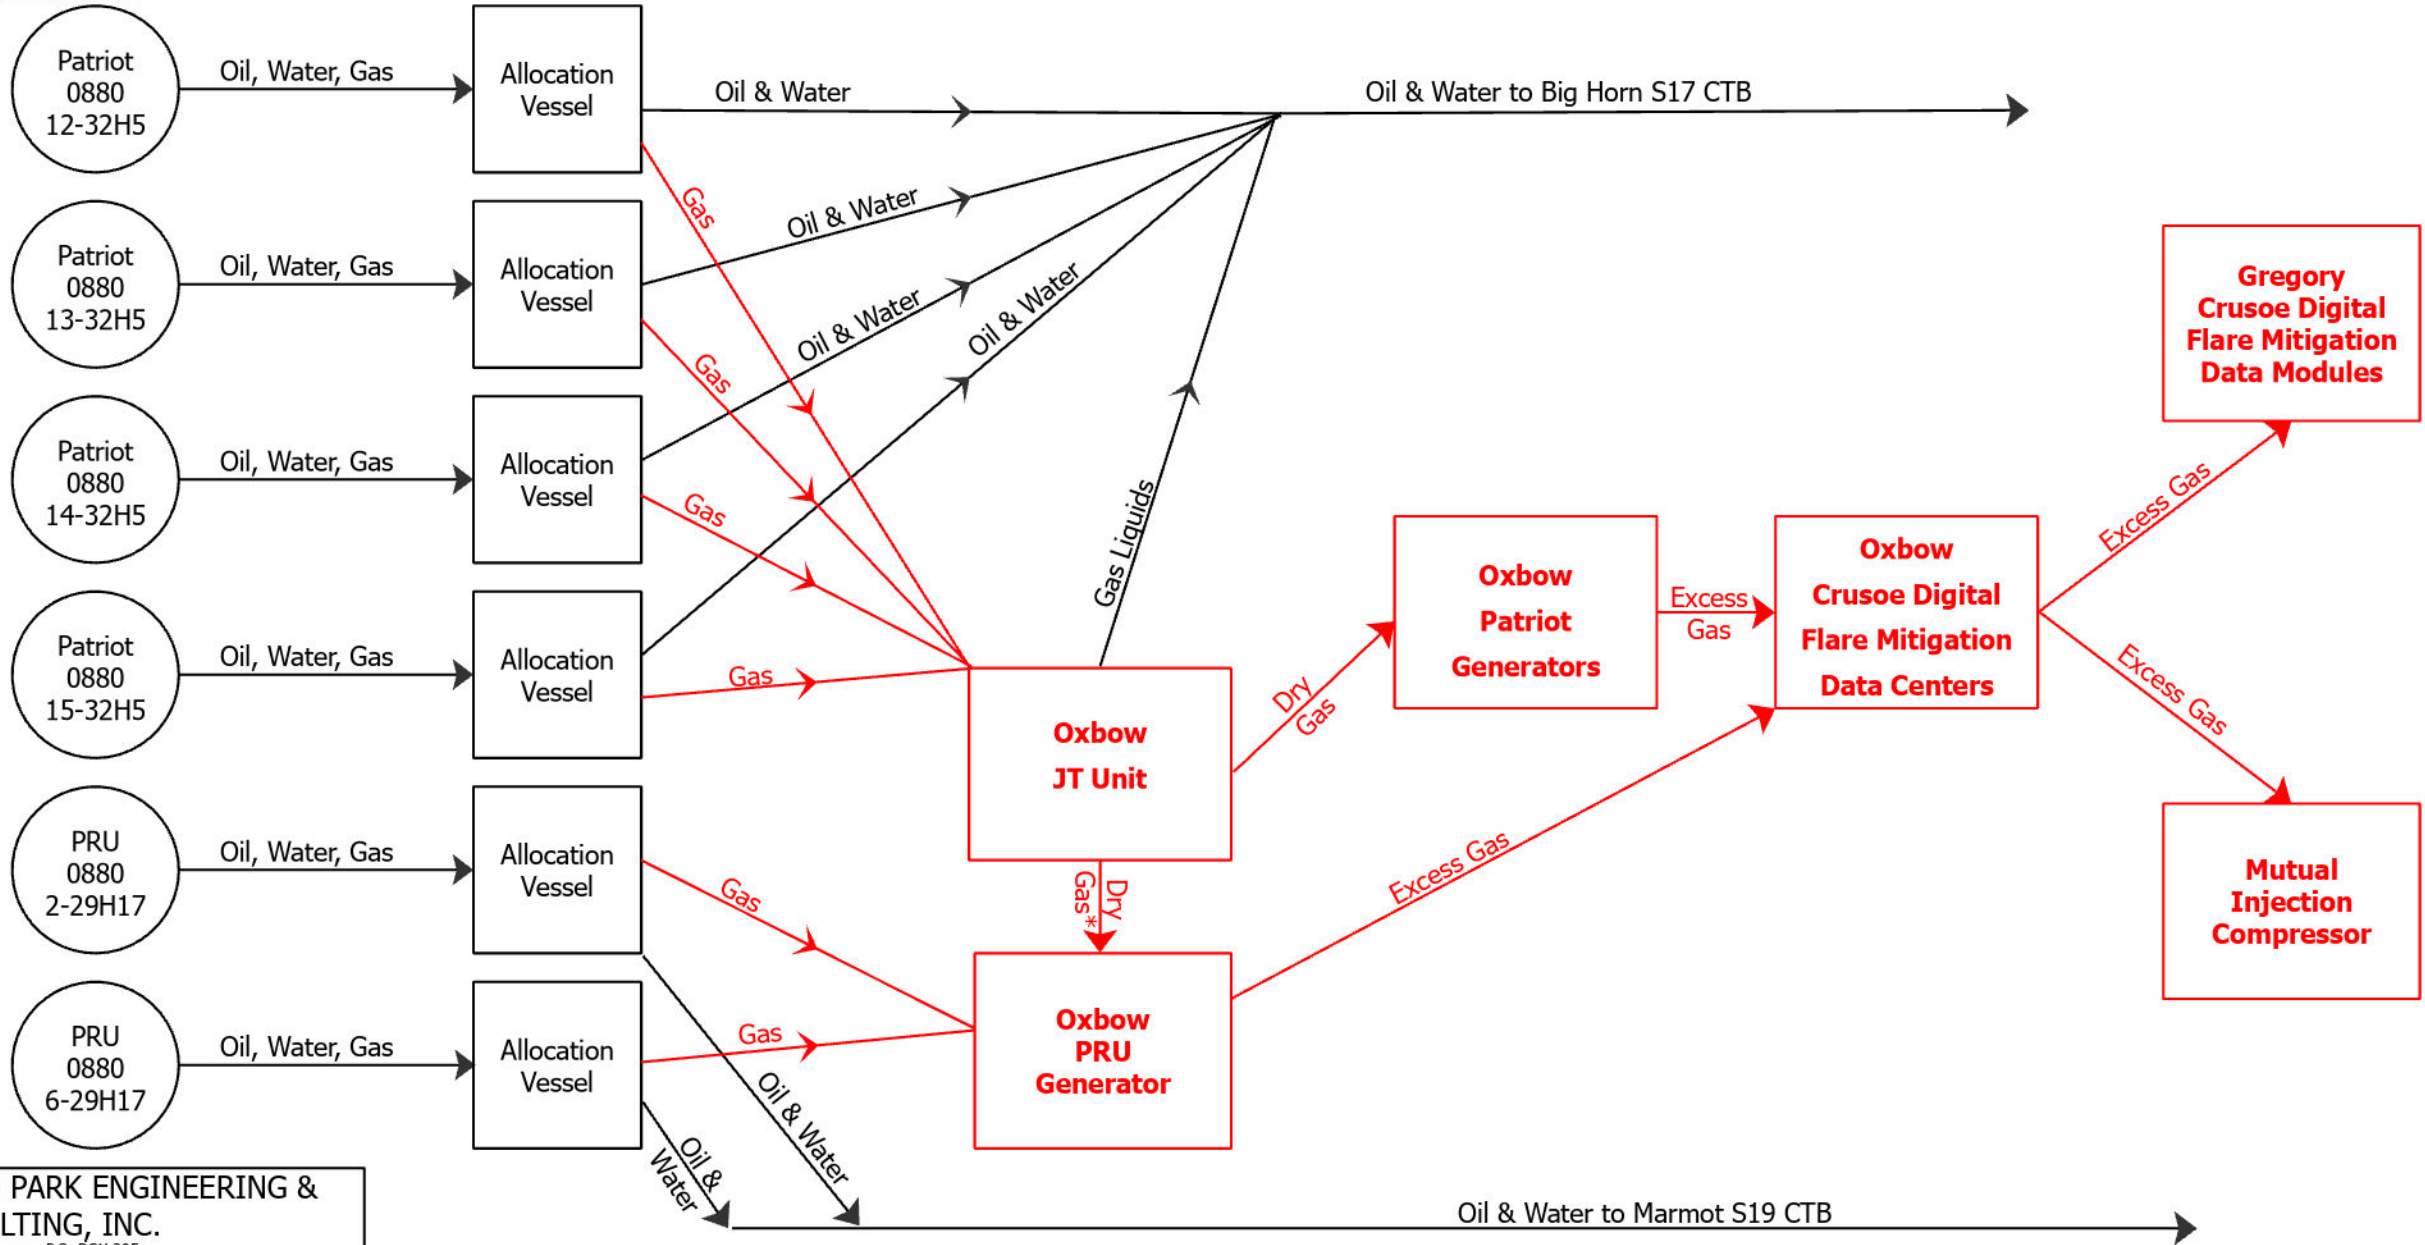 Patriot
0880
12-32H5
Oil, Water, Gas
Allocation
Vessel
Oil & Water
Oil & Water to Big Horn S17 CTB
Gas
Patriot
0880
13-32H5
Oil, Water, Gas
Allocation
Vessel
Oil & Water
Gas
Patriot
0880
14-32H5
Oil, Water, Gas
Allocation
Vessel
Oil & Water
Gas
Patriot
0880
15-32H5
Oil, Water, Gas
Allocation
Vessel
Oil & Water
Gas
Gas Liquids
Oxbow
JT Unit
Dry
Gas
Oxbow
Patriot
Generators
Excess
Gas
Oxbow
Crusoe Digital
Flare Mitigation
Data Centers
Excess Gas
Gregory
Crusoe Digital
Flare Mitigation
Data Modules
Excess Gas
Mutual
Injection
Compressor
PRU
0880
2-29H17
Oil, Water, Gas
Allocation
Vessel
Gas
Oil & Water
Dry
Gas*
Oxbow
PRU
Generator
Excess Gas
PRU
0880
6-29H17
Oil, Water, Gas
Allocation
Vessel
Gas
Oil &
Water
Oil & Water to Marmot S19 CTB
PARK ENGINEERING &
LTING, INC.